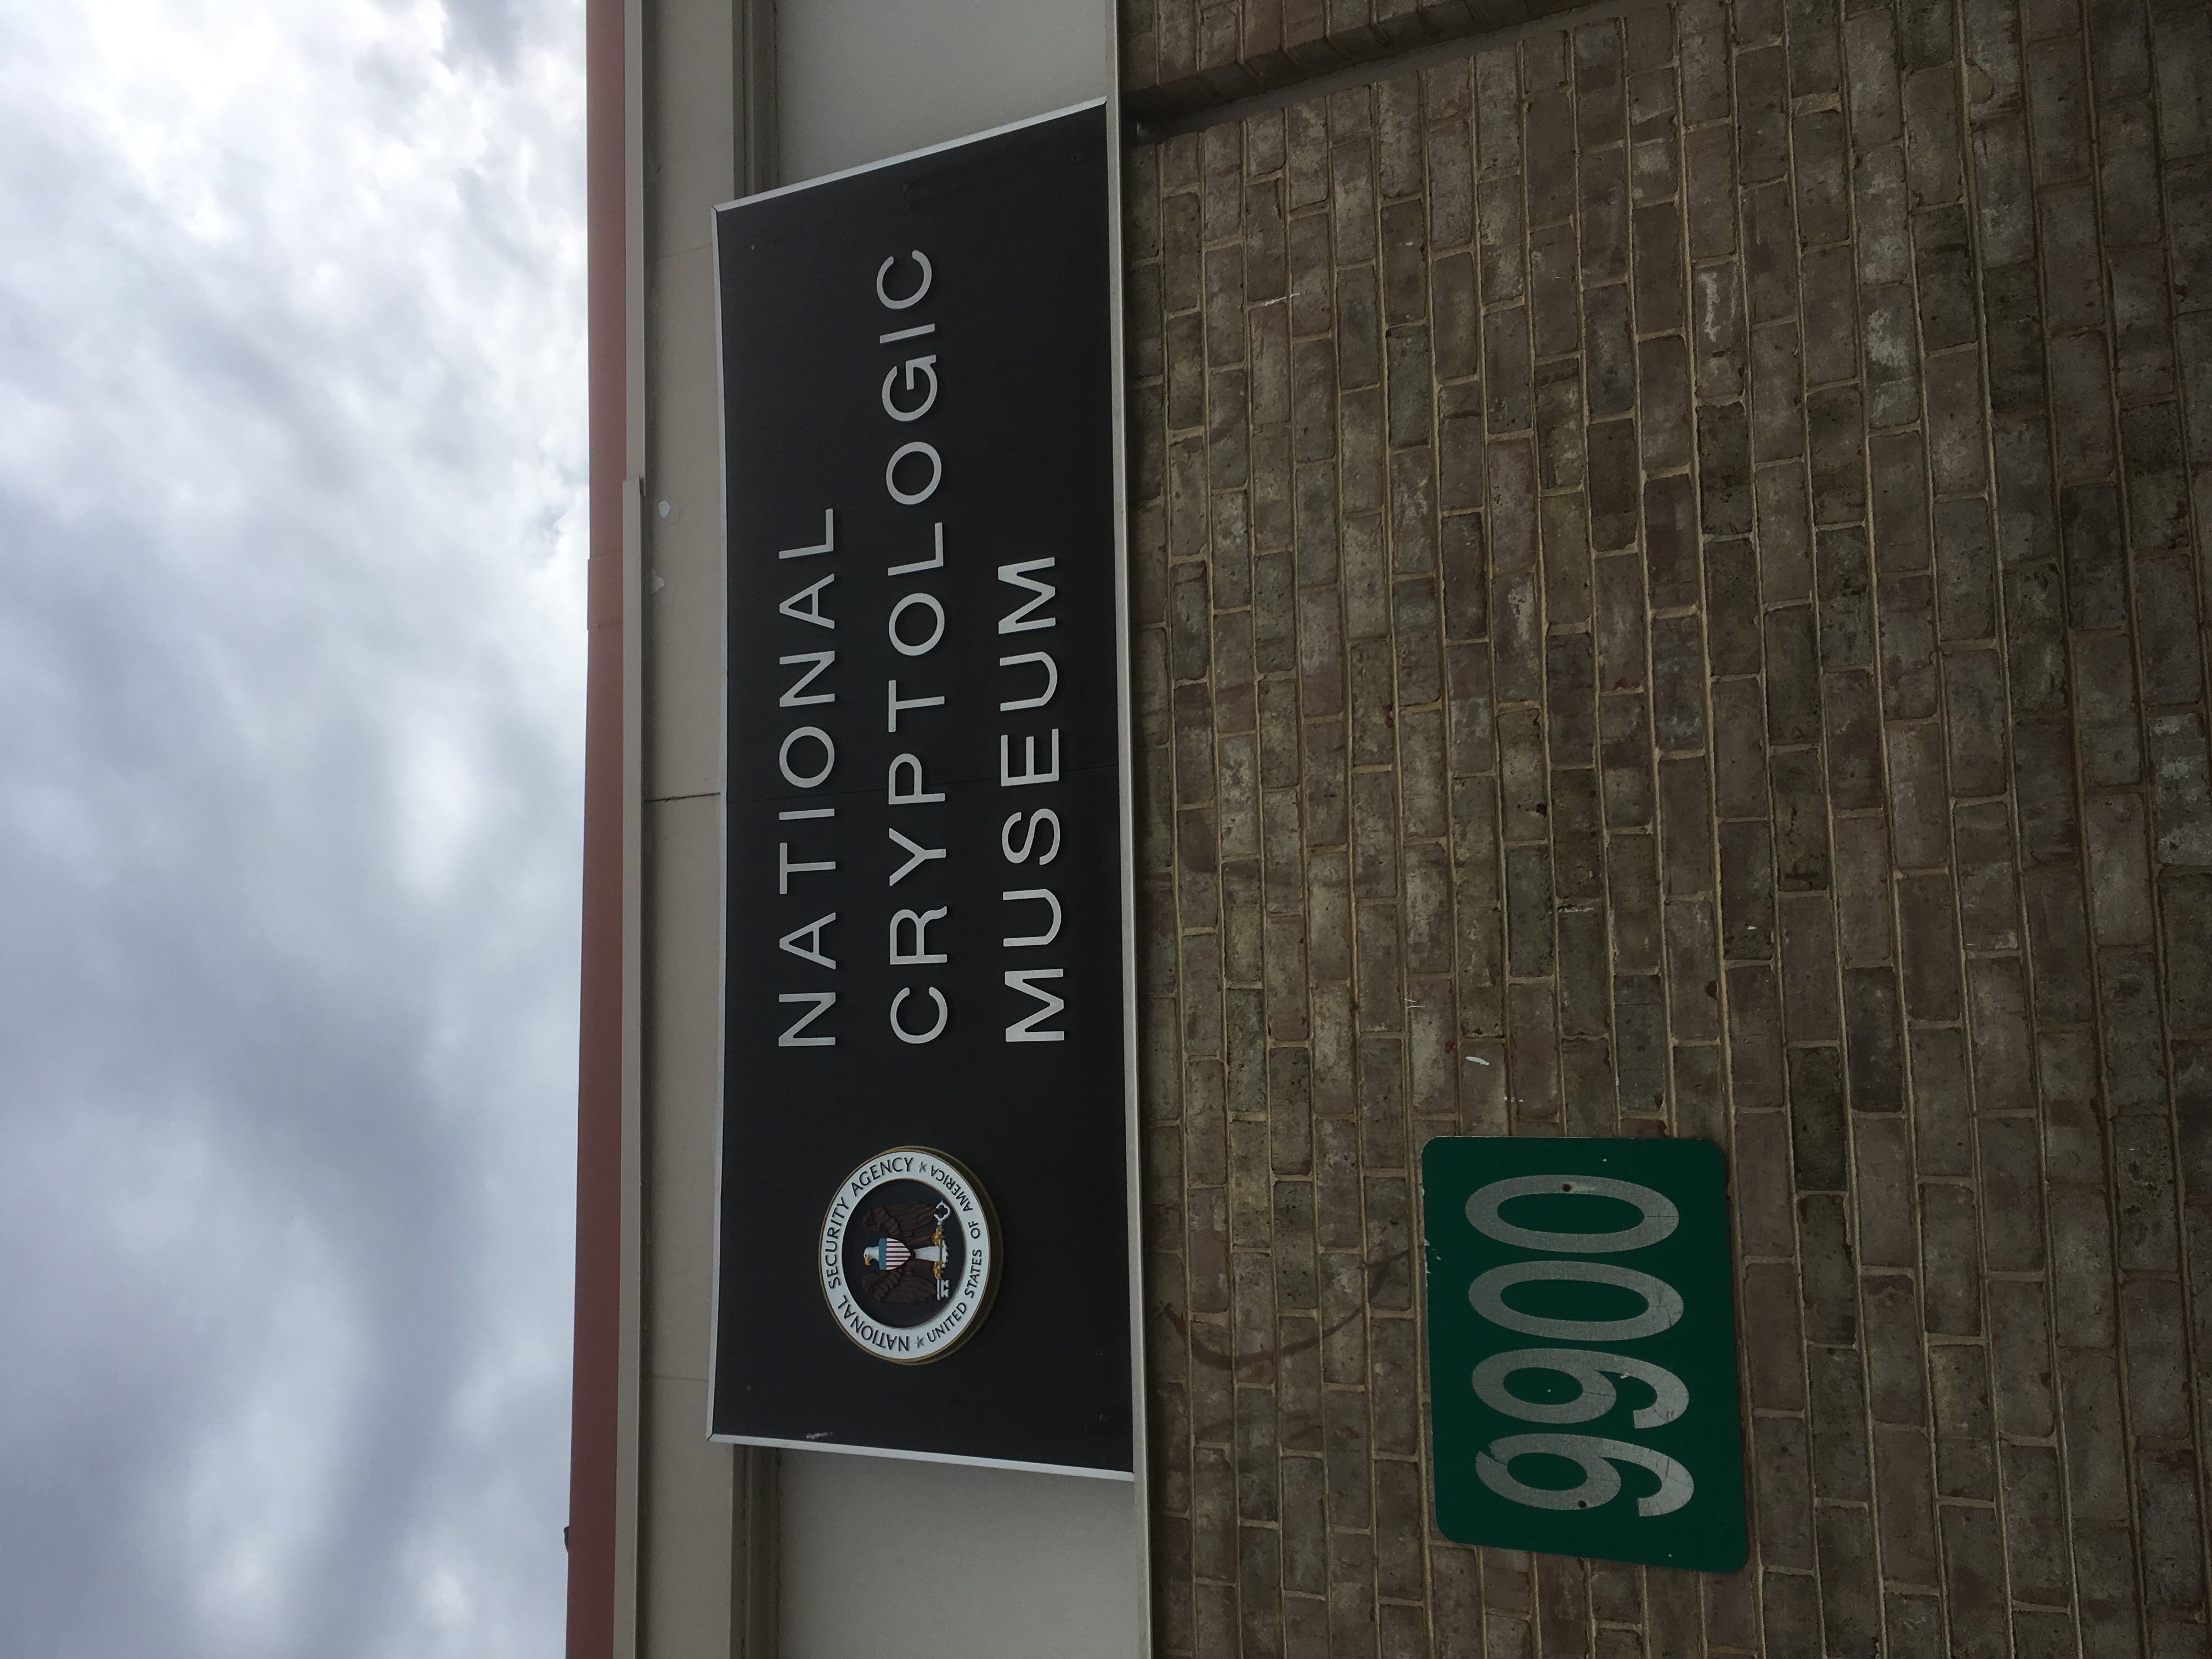 NATIONAL
CRYPTOLOGIC
MUSEUM
NATIONAL SECURITY AGENCY
UNITED STATES OF AMERICA
9900